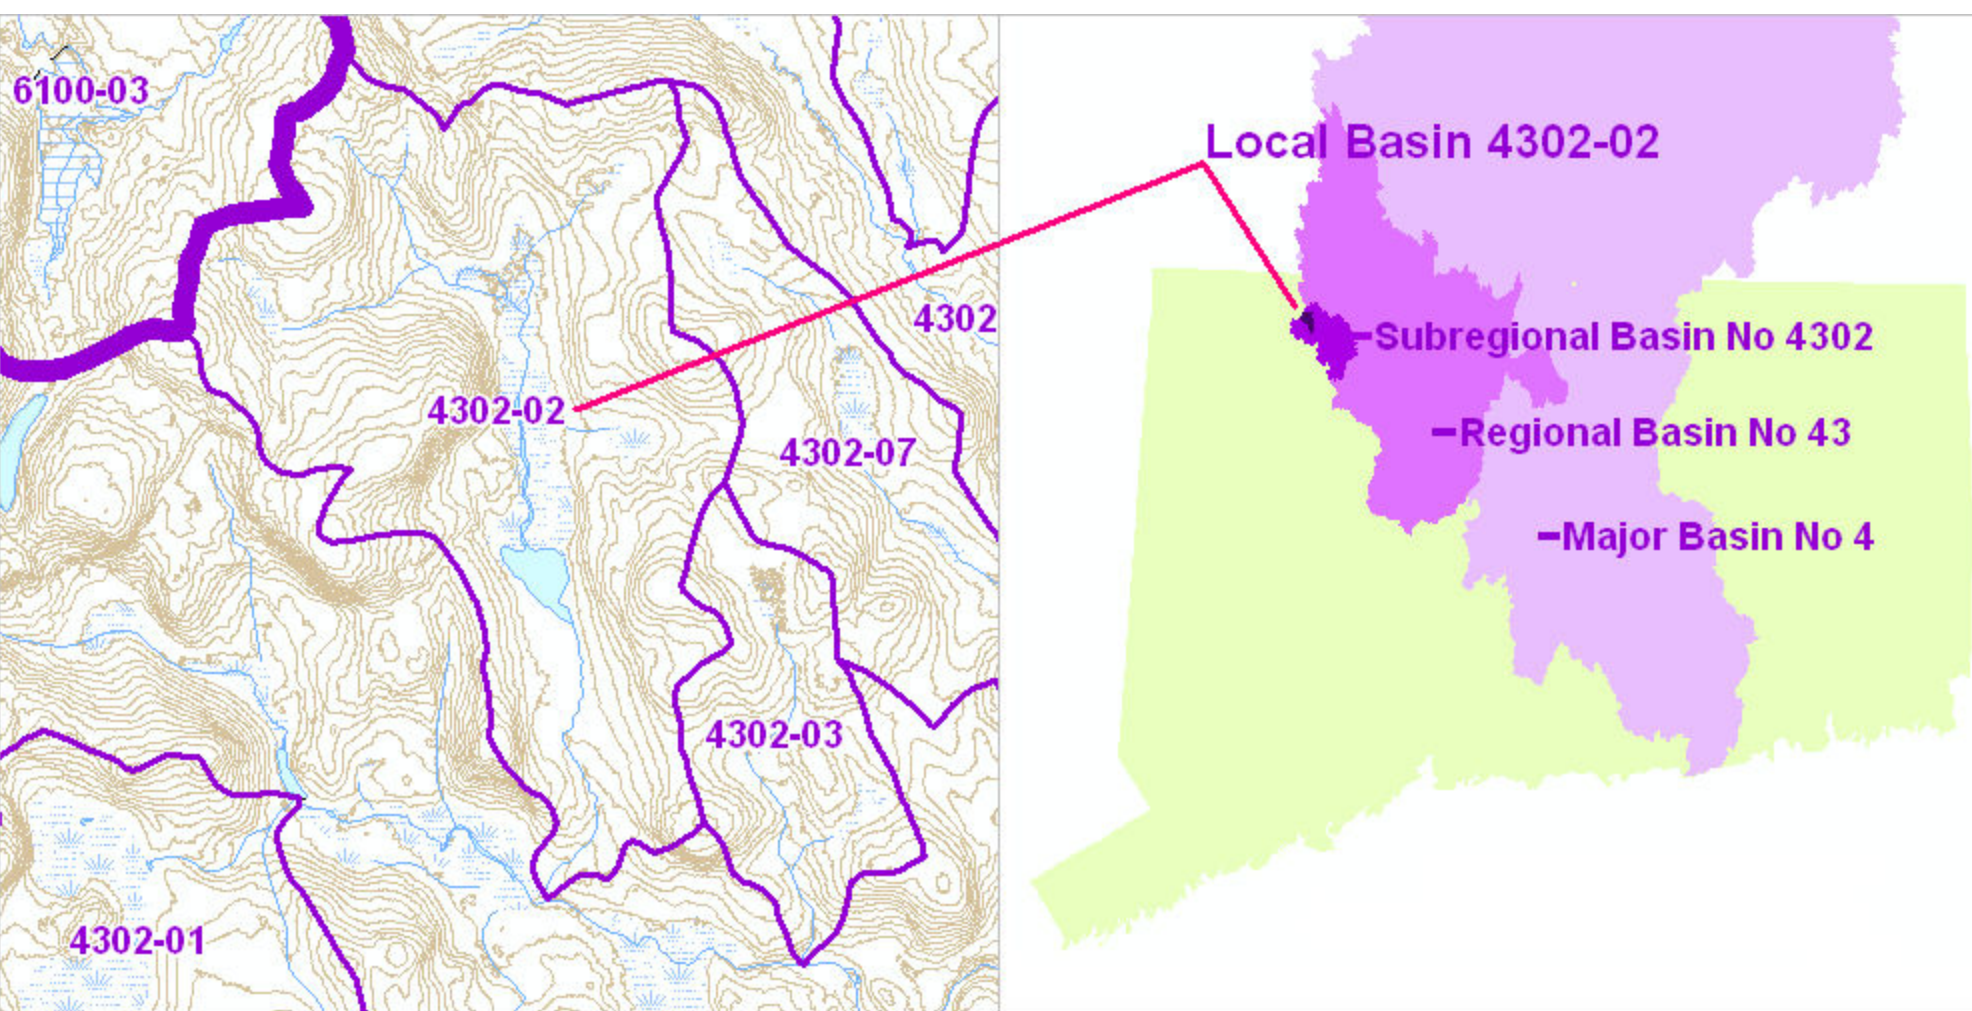 6100-03
4302
4302-02
4302-07
4302-03
4302-01
Local Basin 4302-02
Subregional Basin No 4302
Regional Basin No 43
Major Basin No 4